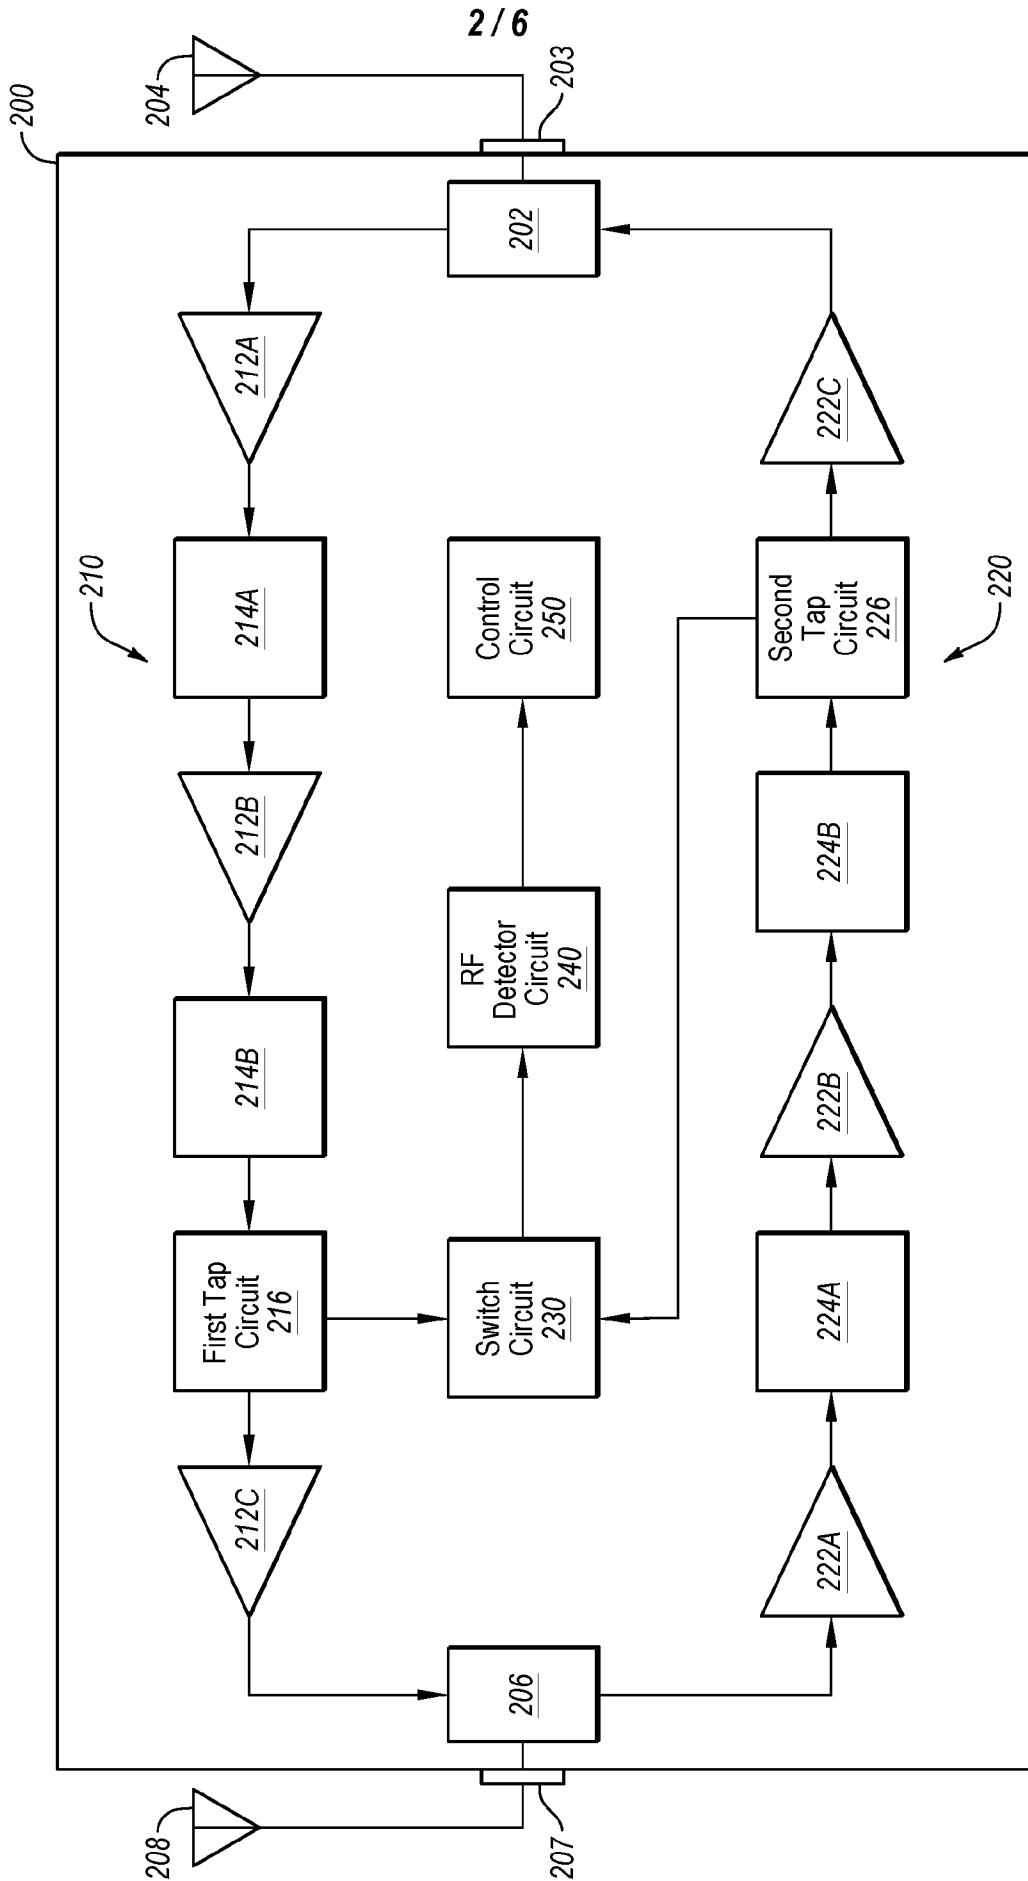 2 / 6
200
204
203
202
212A
210
214A
212B
214B
First Tap
Circuit
216
212C
206
208
207
Control
Circuit
250
RF
Detector
Circuit
240
Switch
Circuit
230
222C
Second
Tap
Circuit
226
220
224B
222B
224A
222A